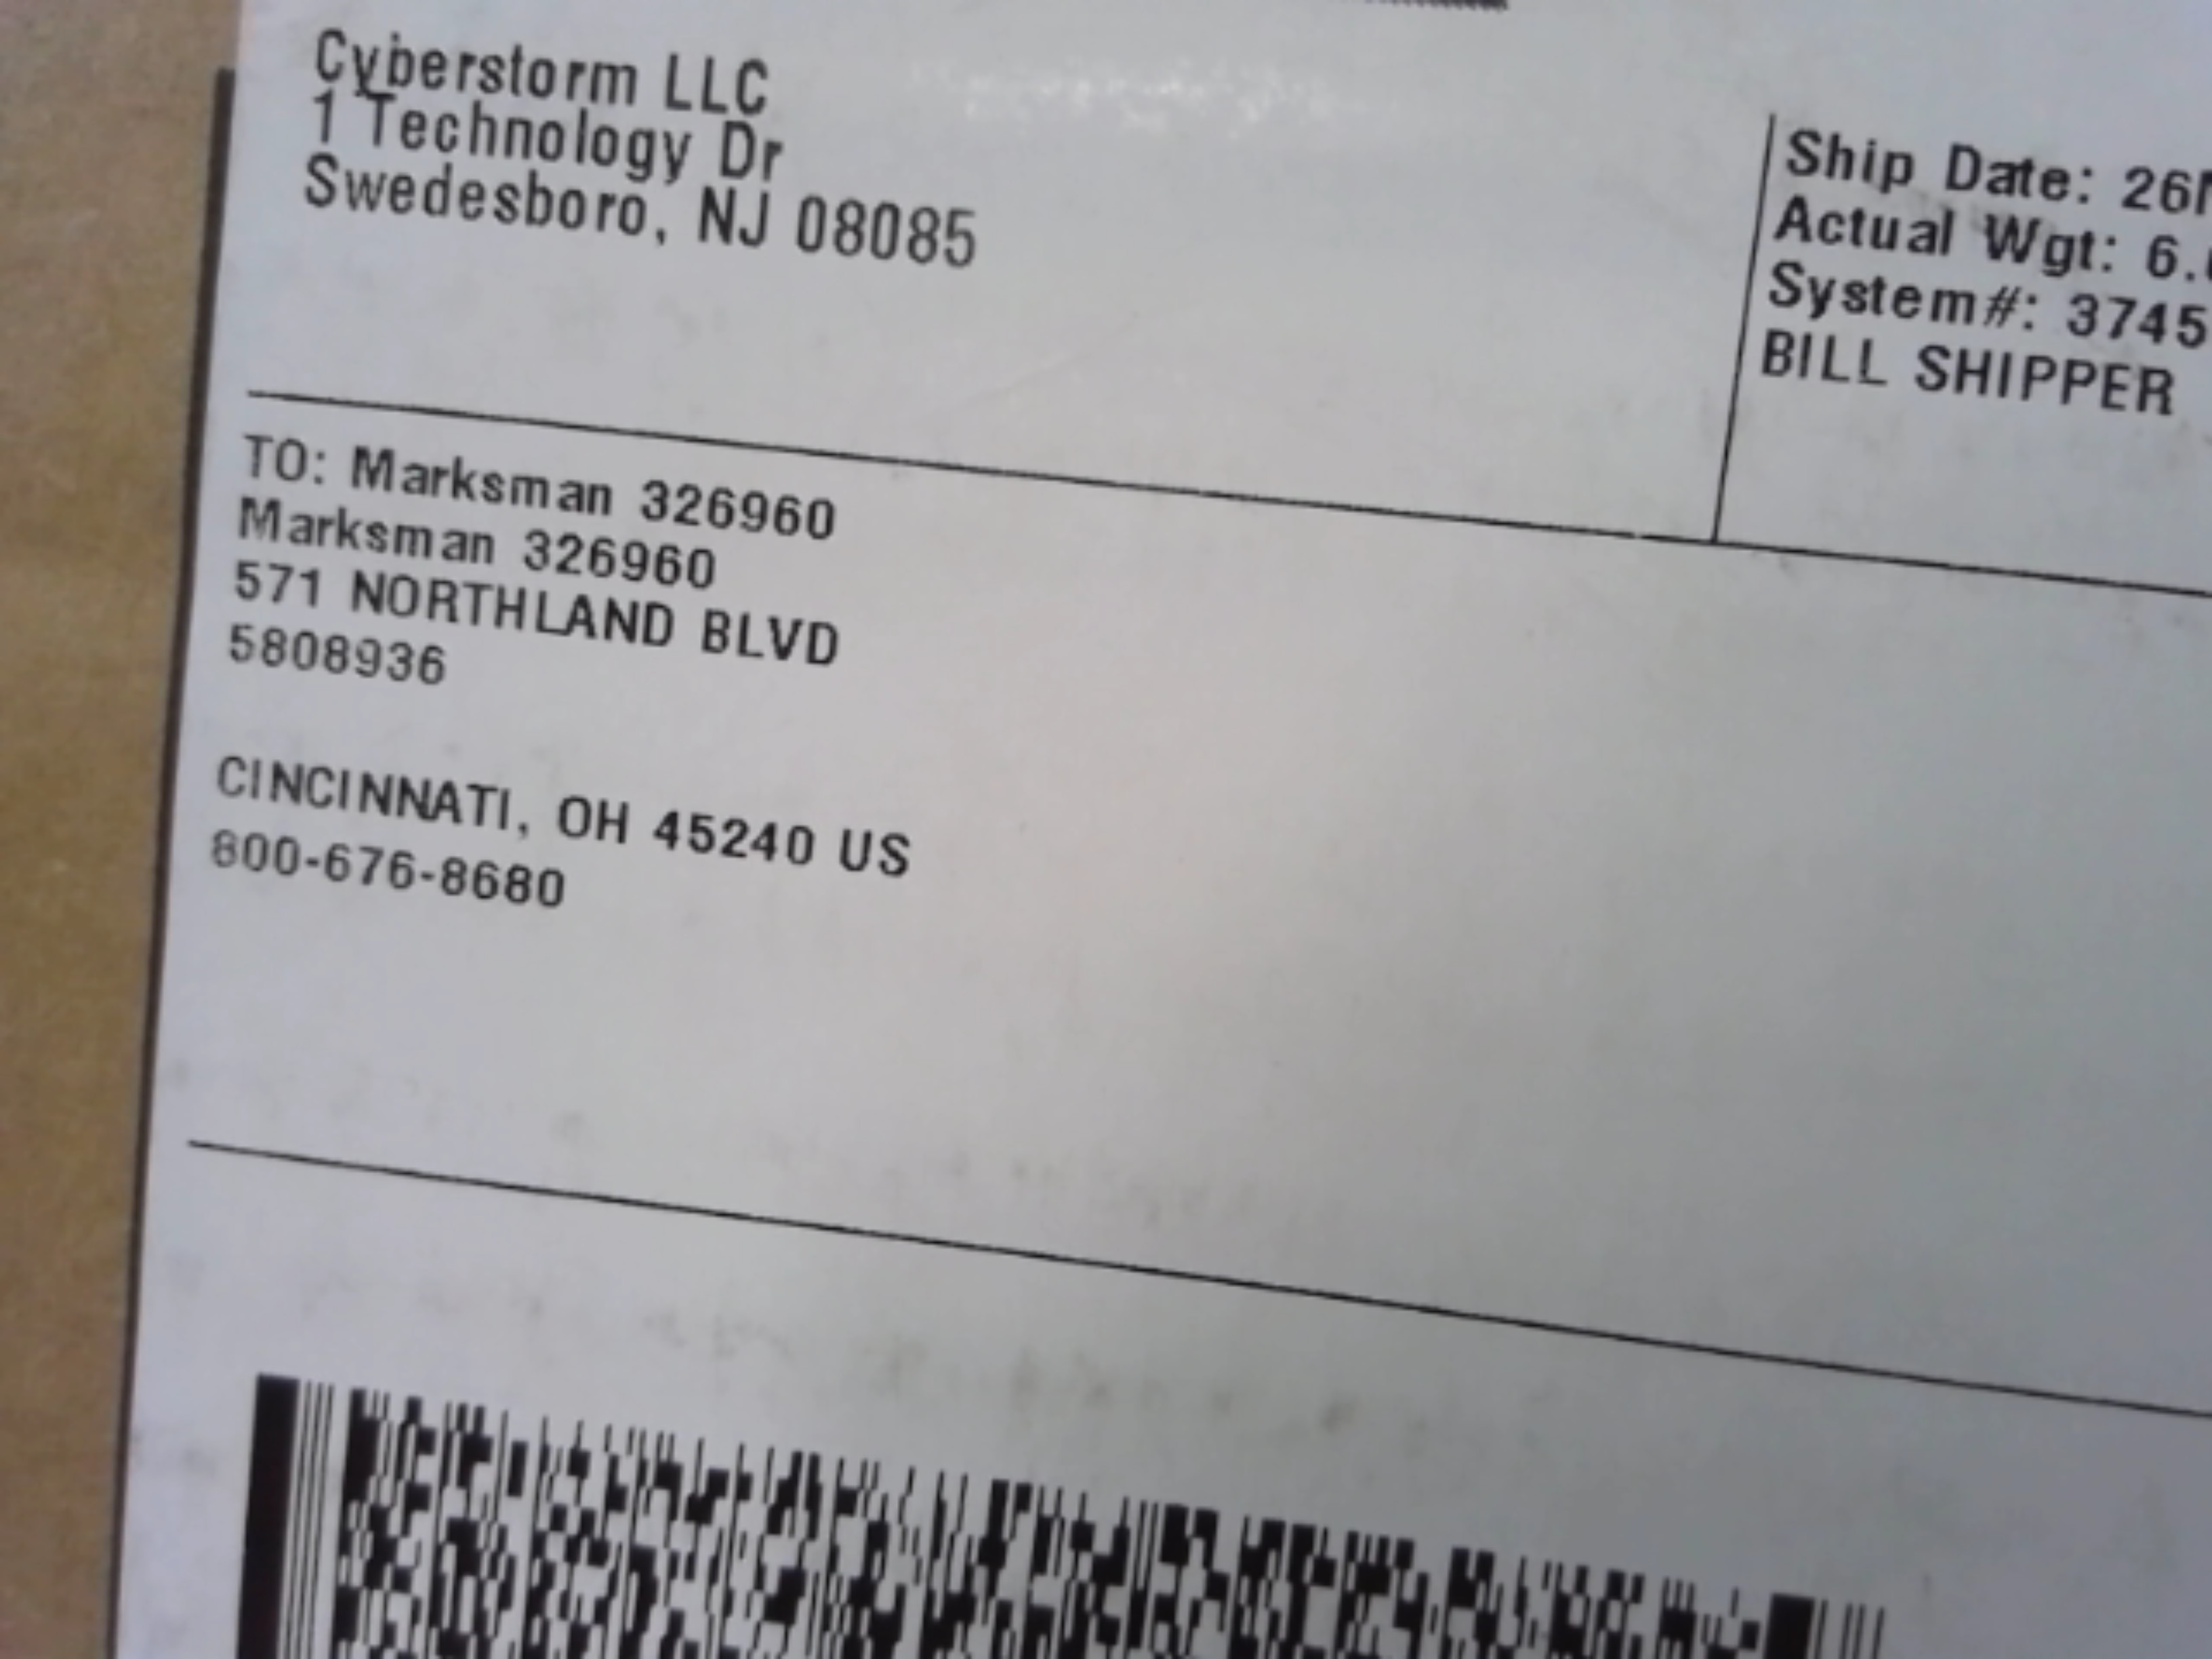 Cyberstorm LLC
1 Technology Dr
Swedesboro, NJ 08085
Ship Date: 26
Actual Wgt: 6.
System#: 3745
BILL SHIPPER
TO: Marksman 326960
Marksman 326960
571 NORTHLAND BLVD
5808936
CINCINNATI, OH 45240 US
800-676-8680